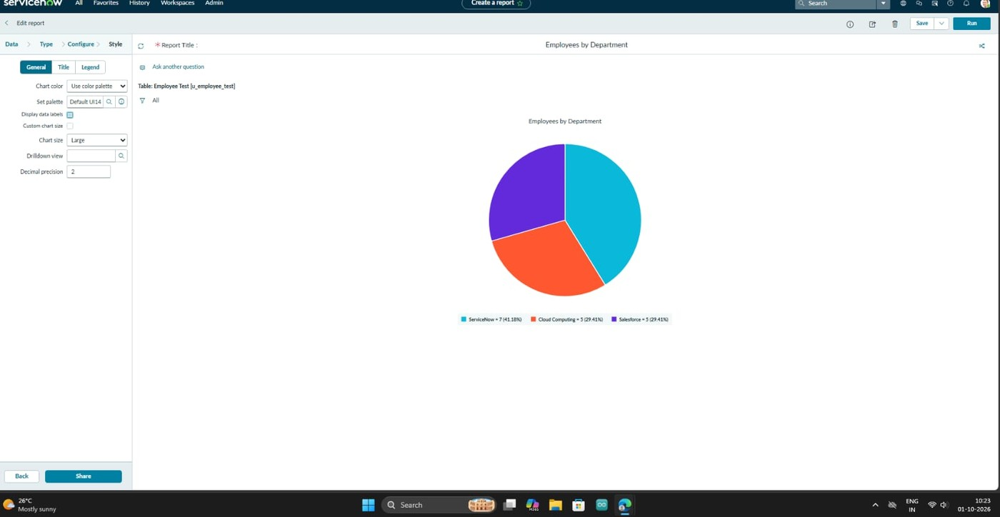 servicenow All Favorites History Workspaces Admin Create a report Search
Edit report Save Run
Data Type Configure Style
* Report Title : Employees by Department
General Title Legend
Ask another question
Chart color Use color palette
Table: Employee Test [u_employee_test]
Set palette Default UI14
All
Display data labels
Custom chart size
Chart size Large
Drilldown view
Decimal precision 2
Employees by Department
ServiceNow = 7 (41.18%) Cloud Computing = 5 (29.41%) Salesforce = 5 (29.41%)
Back Share
26°C
Mostly sunny
Search
ENG
IN
10:23
01-10-2026